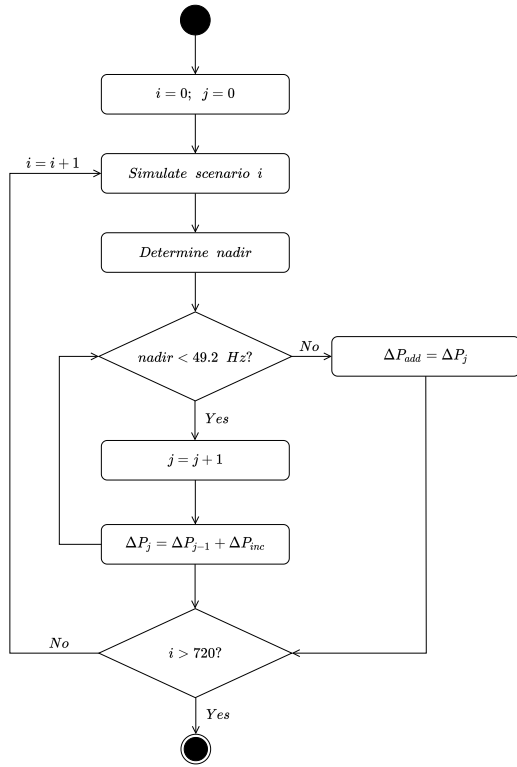 i = 0;  j = 0
i = i + 1
Simulate scenario i
Determine nadir
nadir < 49.2 Hz?
No
ΔP_add = ΔP_j
Yes
j = j + 1
ΔP_j = ΔP_{j−1} + ΔP_inc
No
i > 720?
Yes